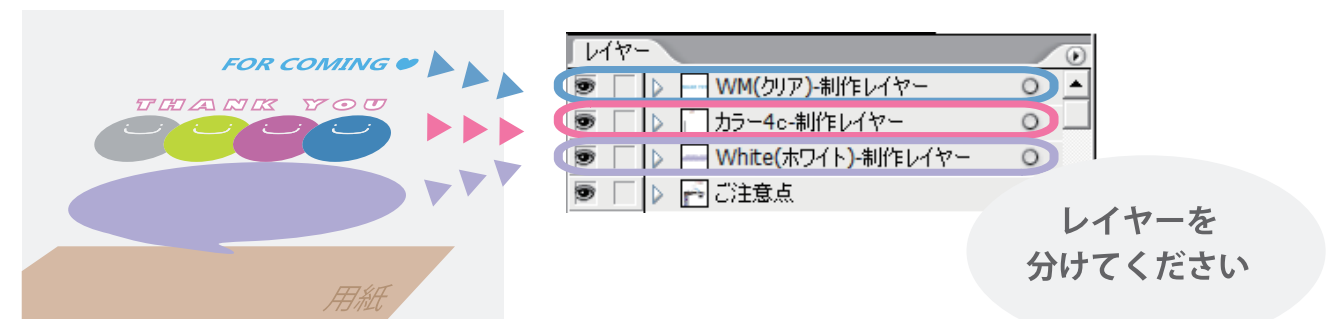 FOR COMING
THANK YOU
用紙
レイヤー
WM(クリア)-制作レイヤー
カラー4c-制作レイヤー
White(ホワイト)-制作レイヤー
ご注意点
レイヤーを
分けてください